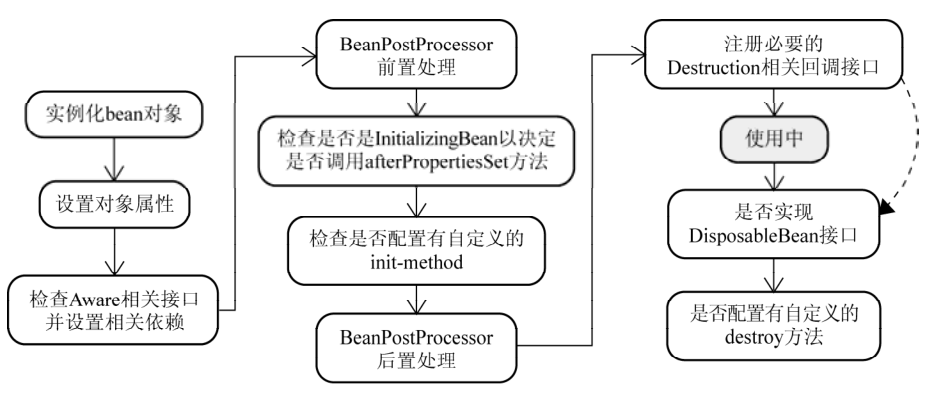 实例化bean对象
设置对象属性
检查Aware相关接口
并设置相关依赖
BeanPostProcessor
前置处理
检查是否是InitializingBean以决定
是否调用afterPropertiesSet方法
检查是否配置有自定义的
init-method
BeanPostProcessor
后置处理
注册必要的
Destruction相关回调接口
使用中
是否实现
DisposableBean接口
是否配置有自定义的
destroy方法